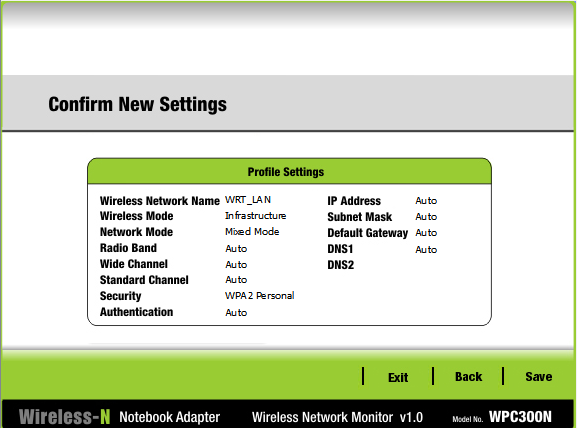 Confirm New Settings
Profile Settings
Wireless Network Name WRT_LAN
Wireless Mode Infrastructure
Network Mode Mixed Mode
Radio Band Auto
Wide Channel Auto
Standard Channel Auto
Security WPA2 Personal
Authentication Auto
IP Address Auto
Subnet Mask Auto
Default Gateway Auto
DNS1 Auto
DNS2
Exit Back Save
Wireless-N Notebook Adapter Wireless Network Monitor v1.0 Model No. WPC300N